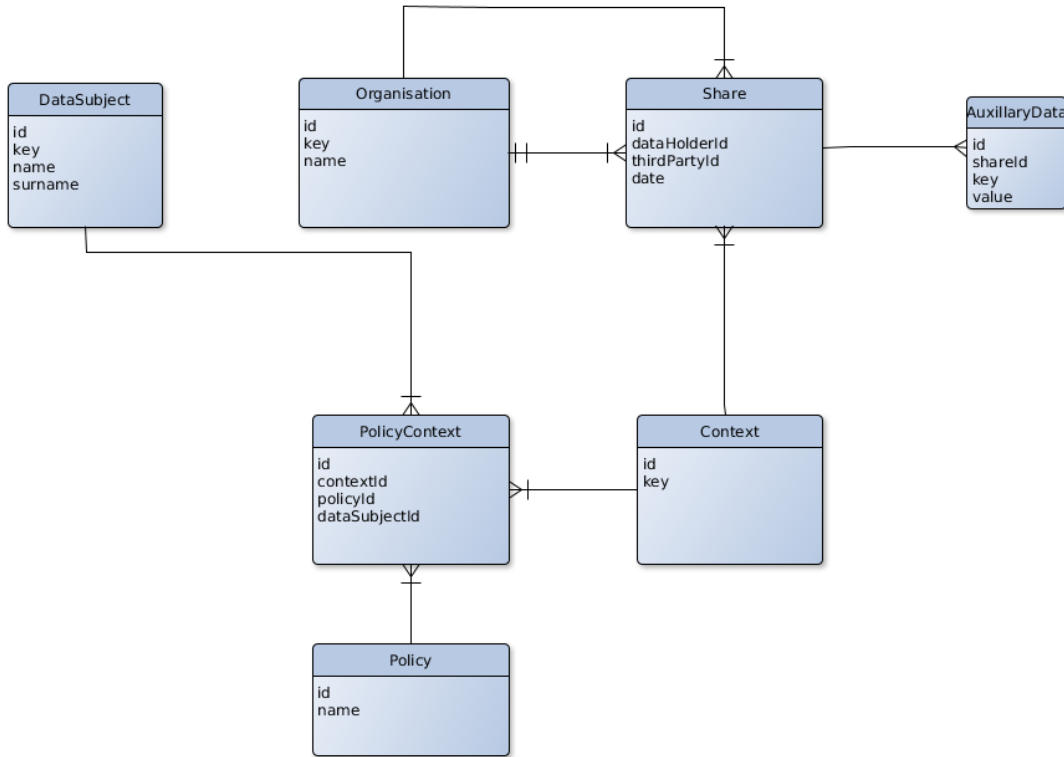 DataSubject
id
key
name
surname
Organisation
id
key
name
Share
id
dataHolderId
thirdPartyId
date
AuxillaryData
id
shareId
key
value
PolicyContext
id
contextId
policyId
dataSubjectId
Context
id
key
Policy
id
name